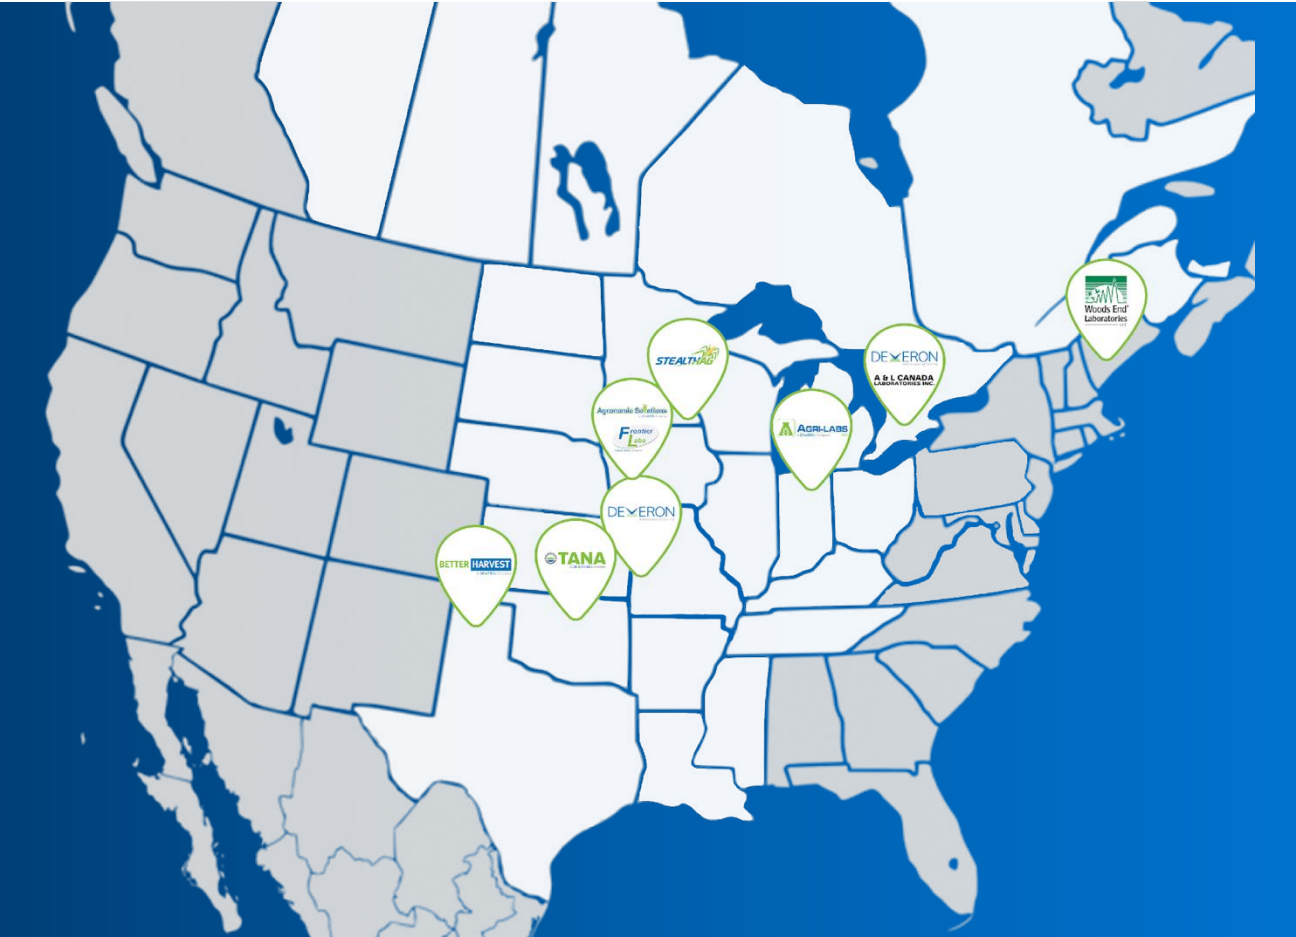 Woods End
Laboratories
STEALTHAG
DEVERON
A & L CANADA
LABORATORIES INC.
Agronomic Solutions
Frontier
Labs
AGRI-LABS
DEVERON
BETTER HARVEST
TANA